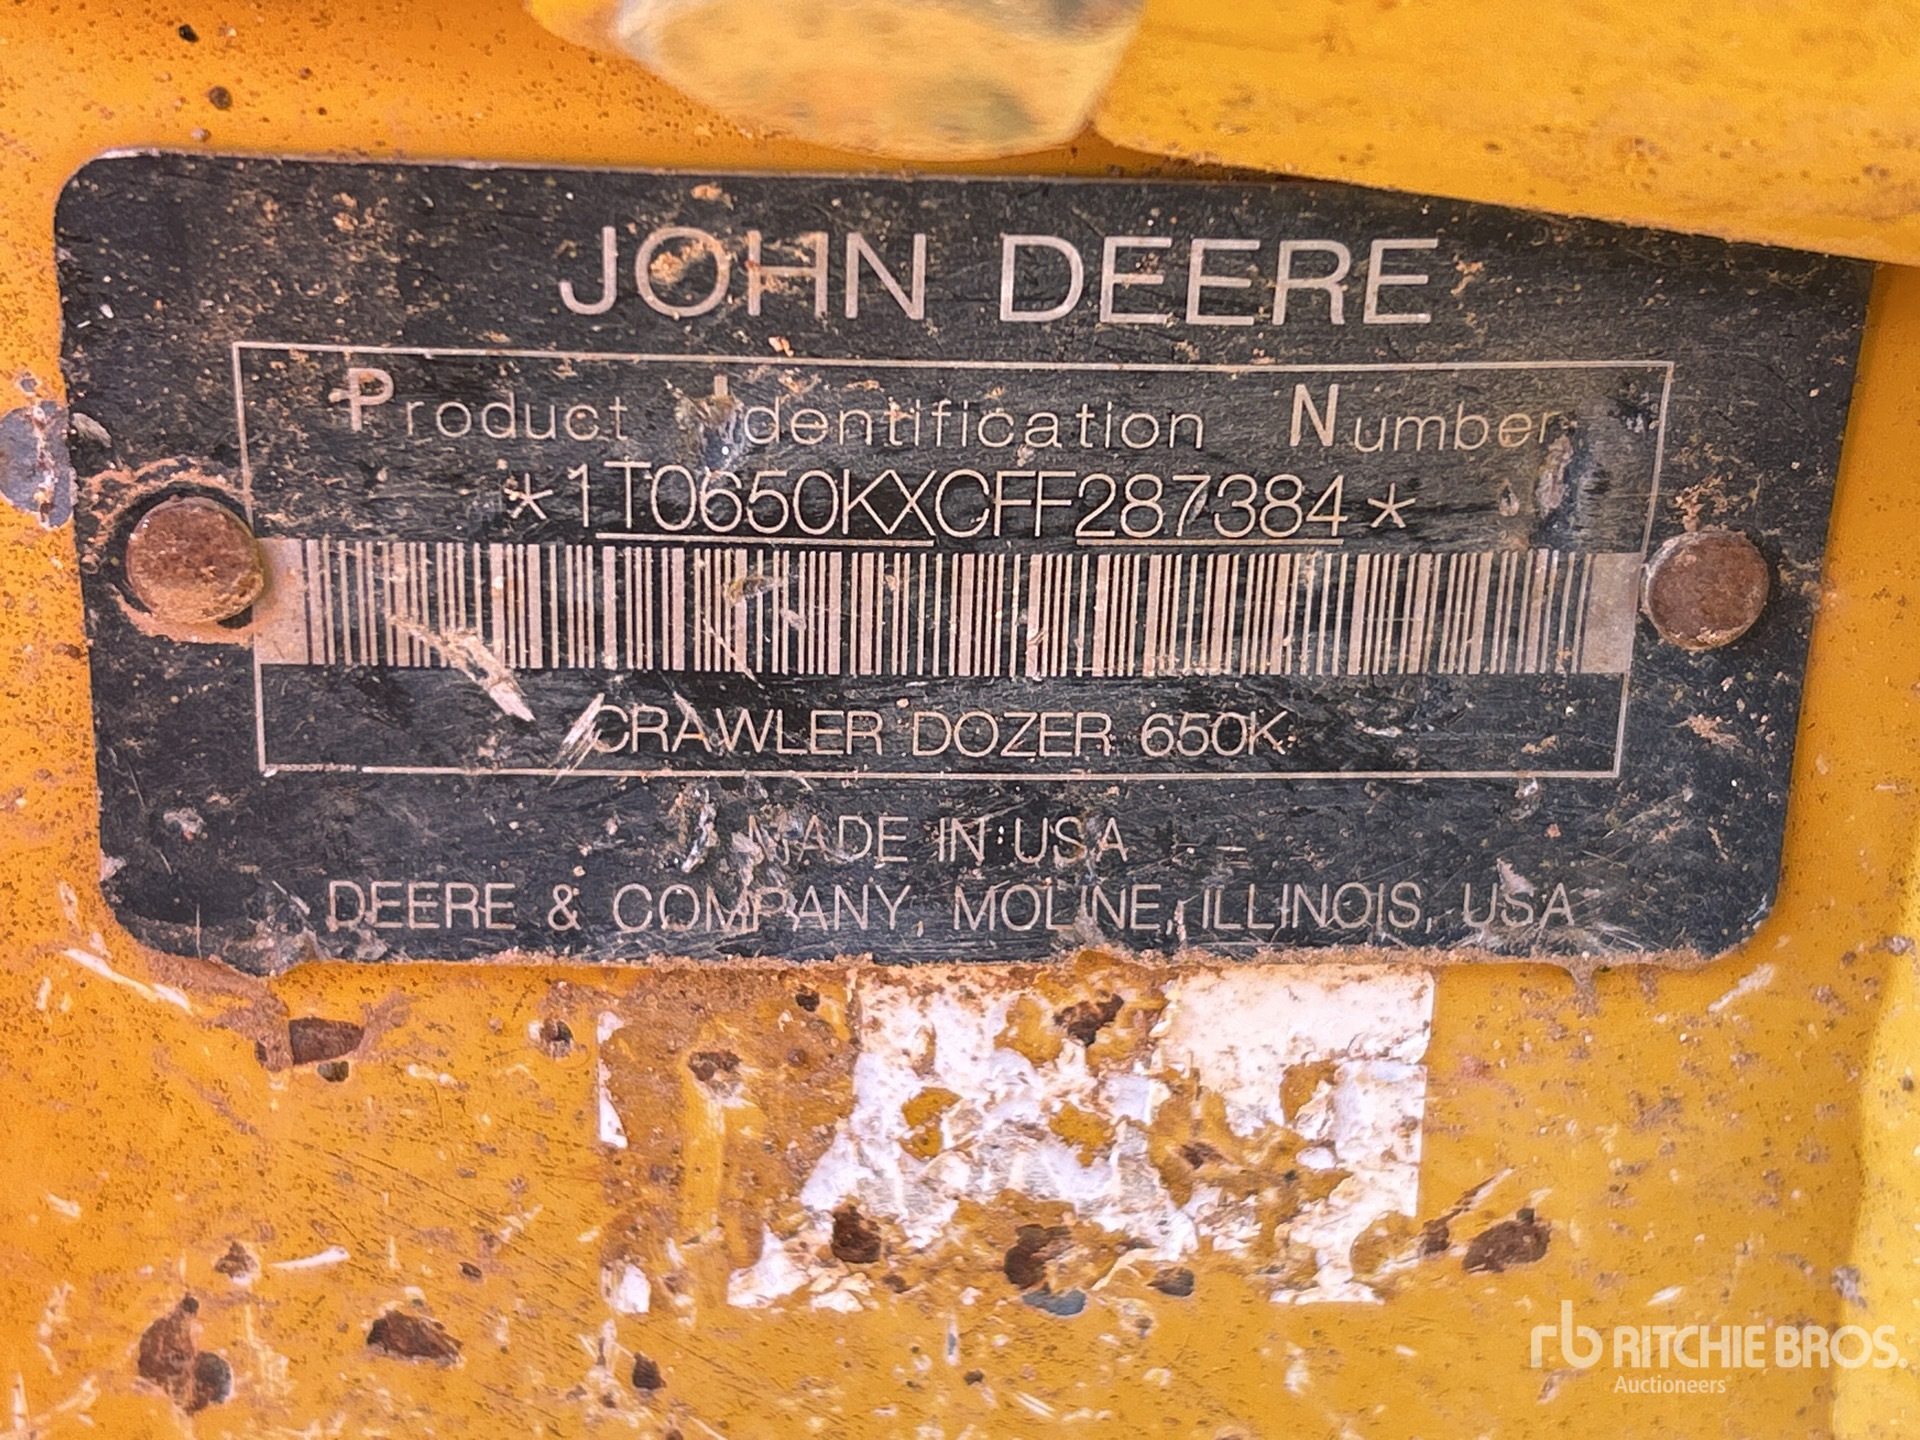 JOHN DEERE
Product Identification Number
*1T0650KXCFF287384*
CRAWLER DOZER 650K
MADE IN USA
DEERE & COMPANY, MOLINE, ILLINOIS, USA
rb RITCHIE BROS.
Auctioneers